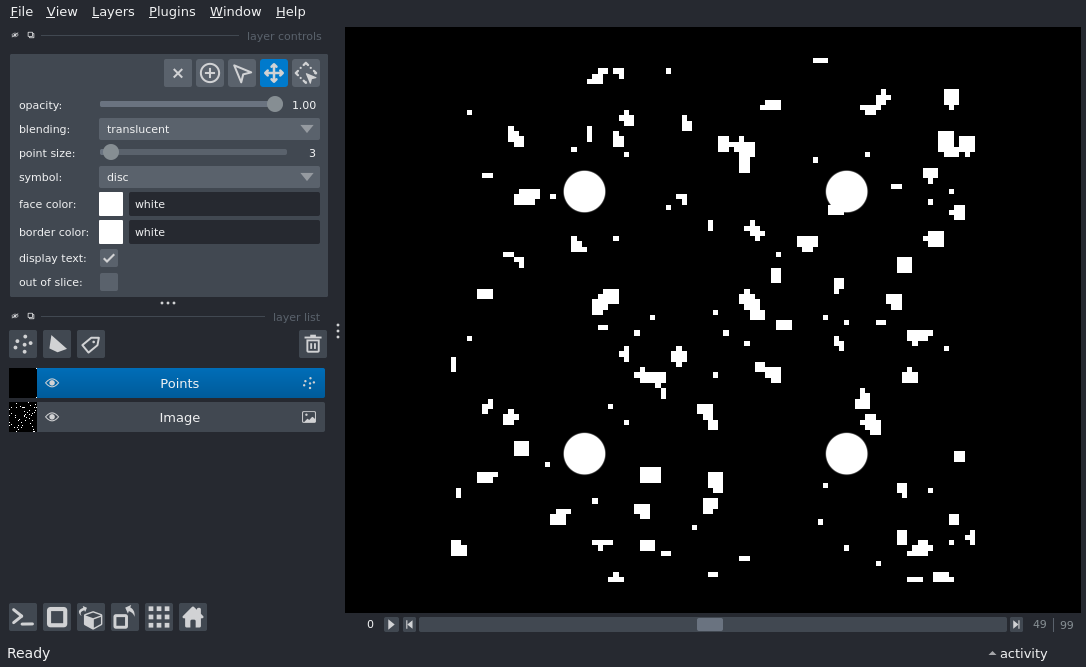 File View Layers Plugins Window Help
layer controls
opacity: 1.00
blending: translucent
point size: 3
symbol: disc
face color: white
border color: white
display text:
out of slice:
layer list
Points
Image
0 49 | 99
Ready activity